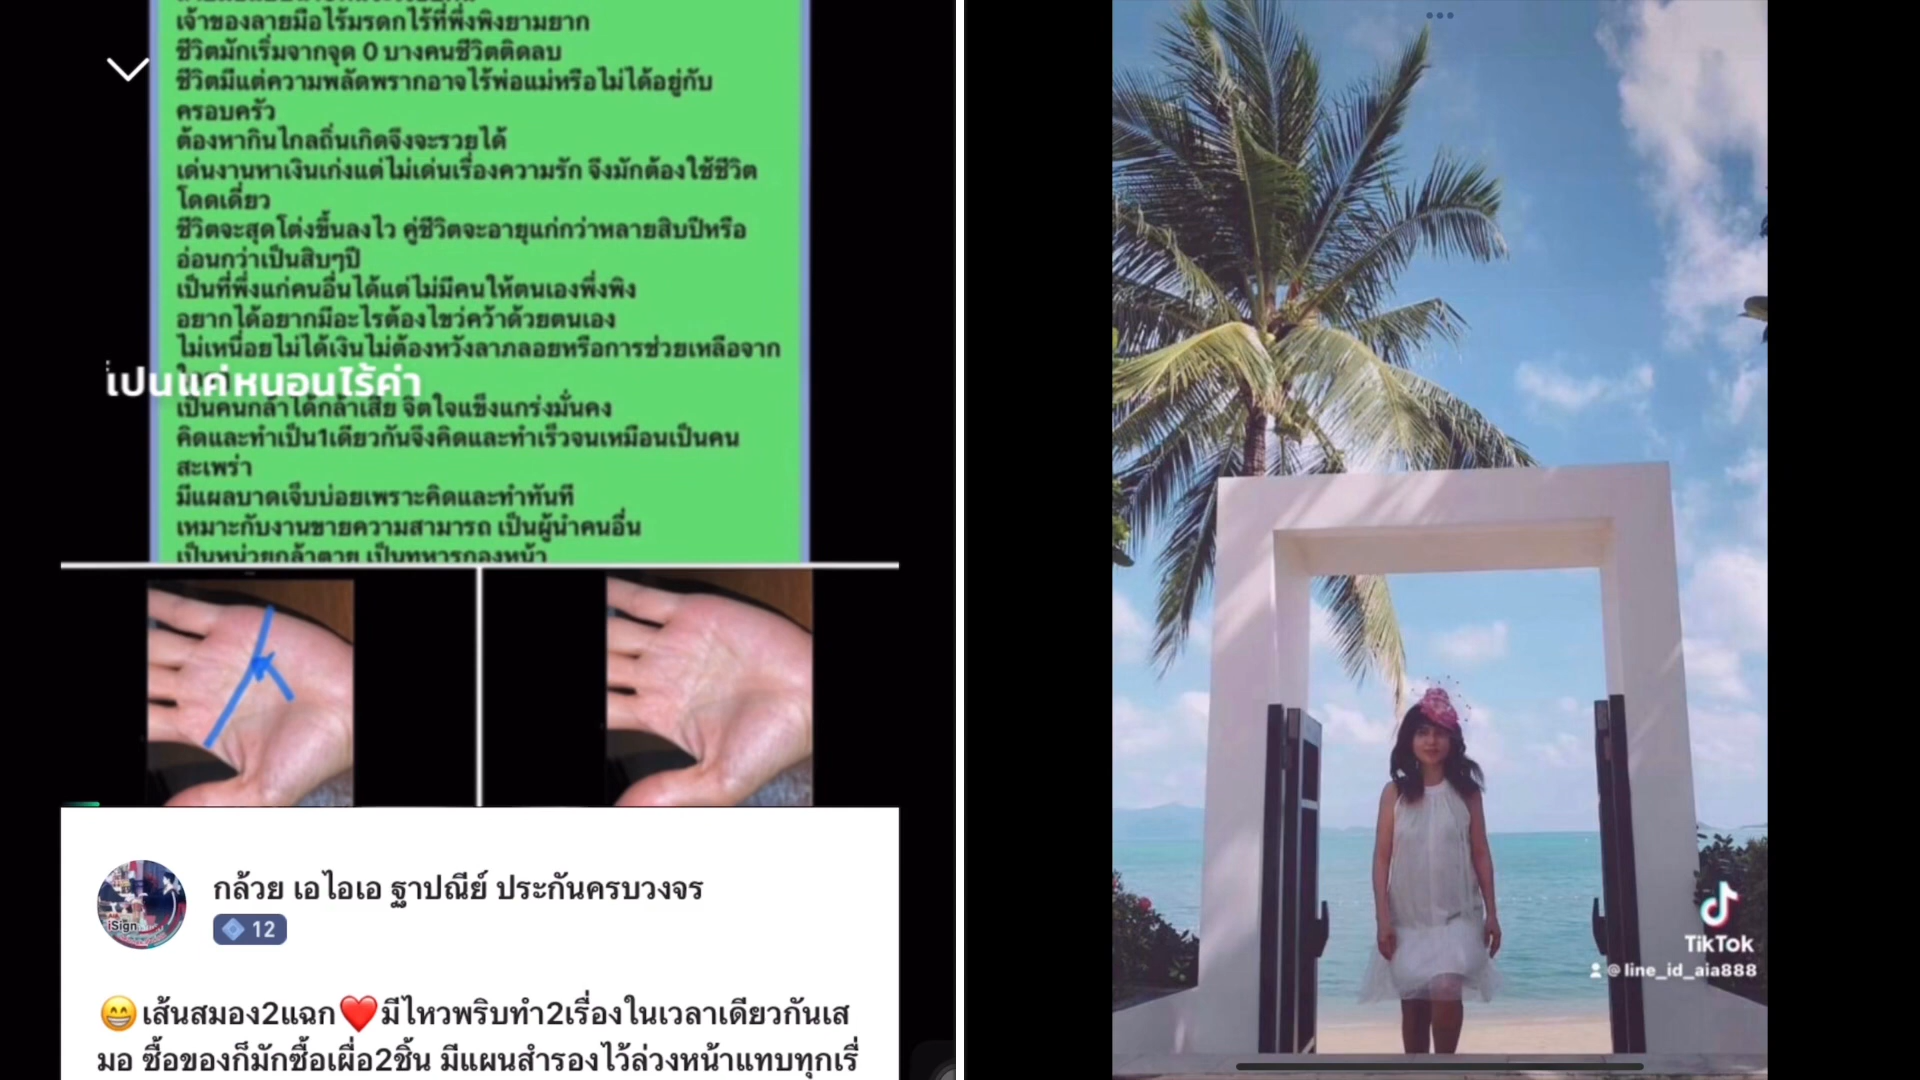 เจ้าของลายมือไร้มรดกไร้ที่พึ่งพิงยามยาก
ชีวิตมักเริ่มจากจุด 0 บางคนชีวิตติดลบ
ชีวิตมีแต่ความพลัดพรากอาจไร้พ่อแม่หรือไม่ได้อยู่กับ
ครอบครัว
ต้องหากินไกลถิ่นเกิดจึงจะรวยได้
เด่นงานหาเงินเก่งแต่ไม่เด่นเรื่องความรัก จึงมักต้องใช้ชีวิต
โดดเดี่ยว
ชีวิตจะสุดโต่งขึ้นลงไว คู่ชีวิตจะอายุแก่กว่าหลายสิบปีหรือ
อ่อนกว่าเป็นสิบๆปี
เป็นที่พึ่งแก่คนอื่นได้แต่ไม่มีคนให้ตนเองพึ่งพิง
อยากได้อยากมีอะไรต้องไขว่คว้าด้วยตนเอง
ไม่เหนื่อยไม่ได้เงินไม่ต้องหวังลาภลอยหรือการช่วยเหลือจาก
เป็นแค่หนอนไร้ค่า
เป็นคนกล้าได้กล้าเสีย จิตใจแข็งแกร่งมั่นคง
คิดและทำเป็น1เดียวกันจึงคิดและทำเร็วจนเหมือนเป็นคน
สะเพร่า
มีแผลบาดเจ็บบ่อยเพราะคิดและทำทันที
เหมาะกับงานขายความสามารถ เป็นผู้นำคนอื่น
เป็นหน่วยกล้าตาย เป็นทหารกองหน้า
iSign
กล้วย เอไอเอ ฐาปณีย์ ประกันครบวงจร
12
😁เส้นสมอง2แฉก❤️มีไหวพริบทำ2เรื่องในเวลาเดียวกันเส
มอ ซื้อของก็มักซื้อเผื่อ2ชิ้น มีแผนสำรองไว้ล่วงหน้าแทบทุกเรื่
TikTok
@line_id_aia888